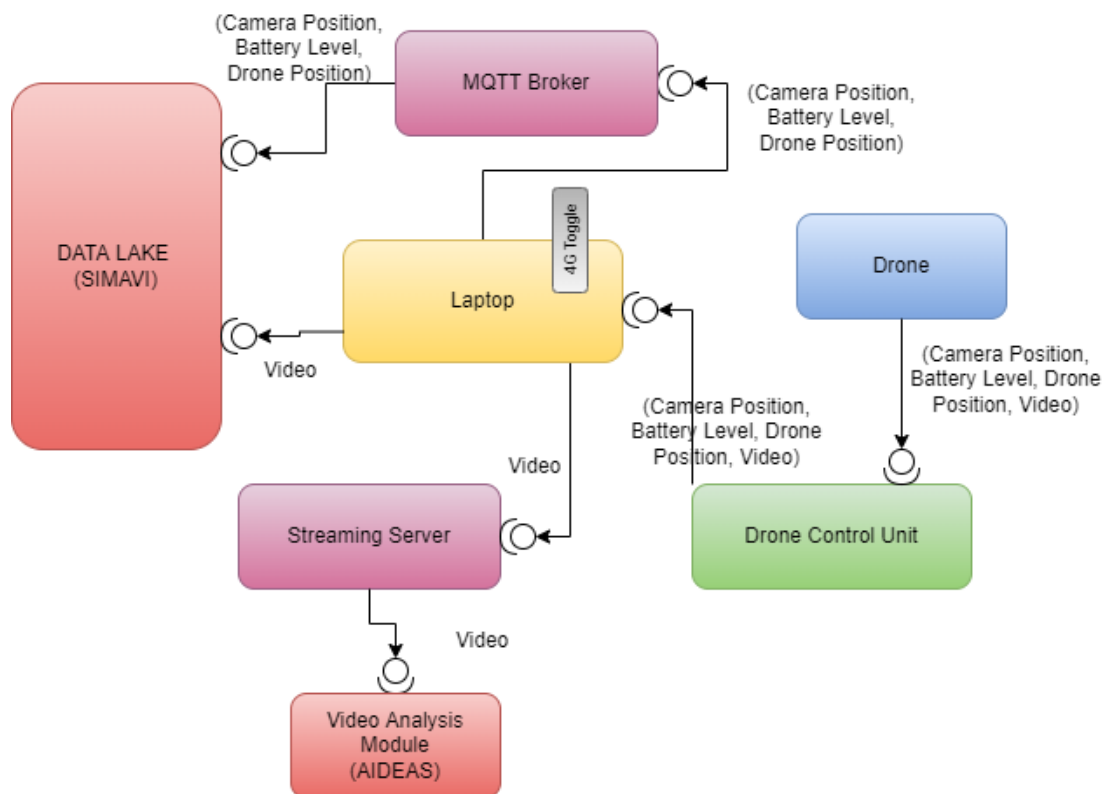 (Camera Position,
Battery Level,
Drone Position)
MQTT Broker
(Camera Position,
Battery Level,
Drone Position)
DATA LAKE
(SIMAVI)
4G Toggle
Laptop
Drone
Video
(Camera Position,
Battery Level, Drone
Position, Video)
(Camera Position,
Battery Level, Drone
Position, Video)
Video
Streaming Server
Drone Control Unit
Video
Video Analysis
Module
(AIDEAS)